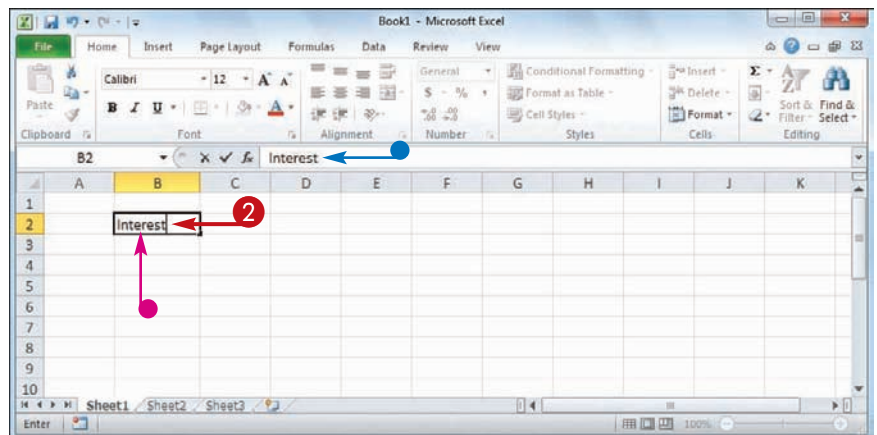 Book1 - Microsoft Excel
File Home Insert Page Layout Formulas Data Review View
Paste
Calibri 12 A A
B I U A
General
$ % ,
Conditional Formatting
Format as Table
Cell Styles
Insert
Delete
Format
Σ
Sort & Filter
Find & Select
Clipboard Font Alignment Number Styles Cells Editing
B2 fx Interest
A B C D E F G H I J K
1
2 Interest 2
3
4
5
6
7
8
9
10
Sheet1 Sheet2 Sheet3
Enter 100%